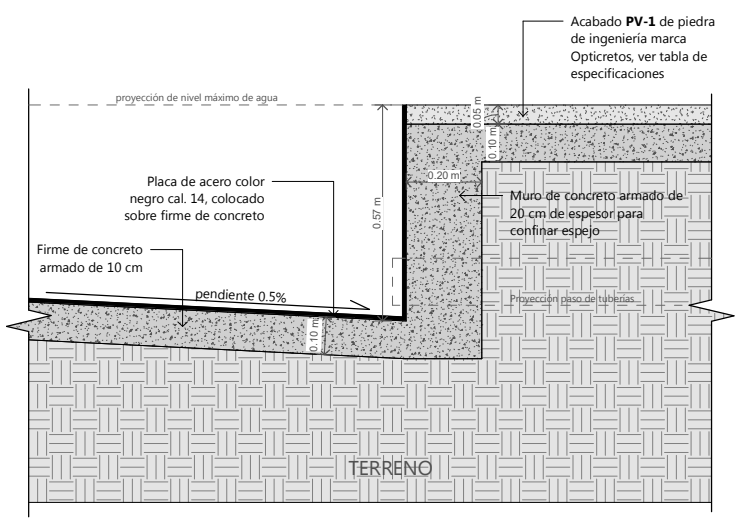 Acabado PV-1 de piedra
de ingeniería marca
Opticretos, ver tabla de
especificaciones
proyección de nivel máximo de agua
0.05 m
0.10 m
0.20 m
0.57 m
Placa de acero color
negro cal. 14, colocado
sobre firme de concreto
Muro de concreto armado de
20 cm de espesor para
confinar espejo
Firme de concreto
armado de 10 cm
pendiente 0.5%
Proyección paso de tuberias
0.10 m
TERRENO